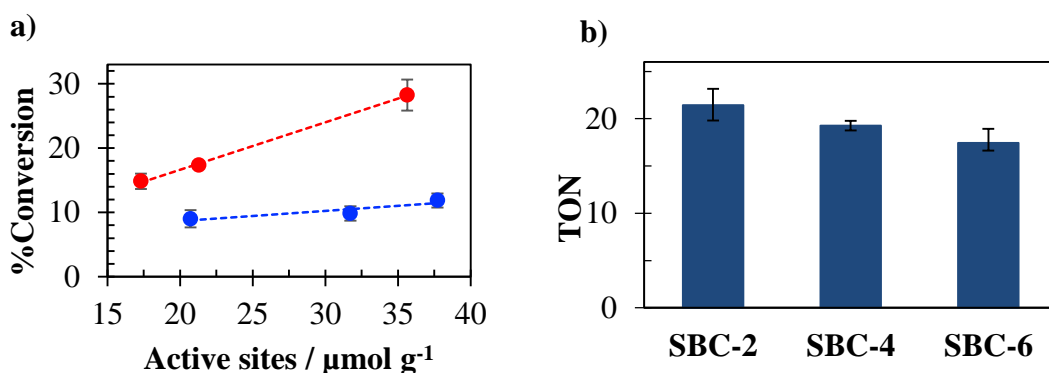 a)
%Conversion
30
20
10
0
15 20 25 30 35 40
Active sites / µmol g-1
b)
TON
20
10
0
SBC-2 SBC-4 SBC-6